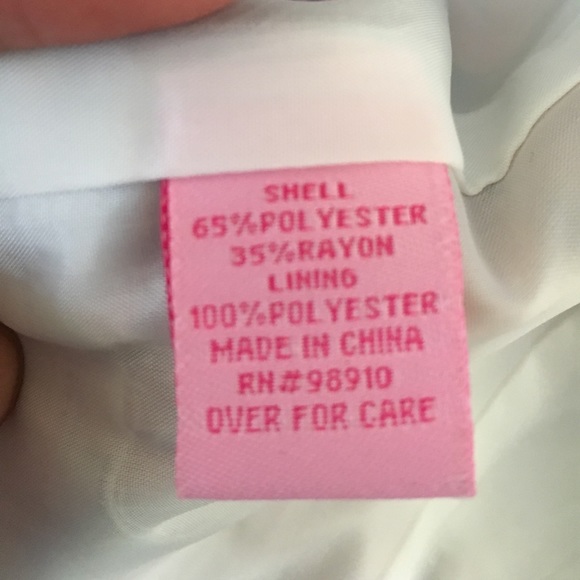 SHELL
65%POLYESTER
35%RAYON
LINING
100%POLYESTER
MADE IN CHINA
RN#98910
OVER FOR CARE